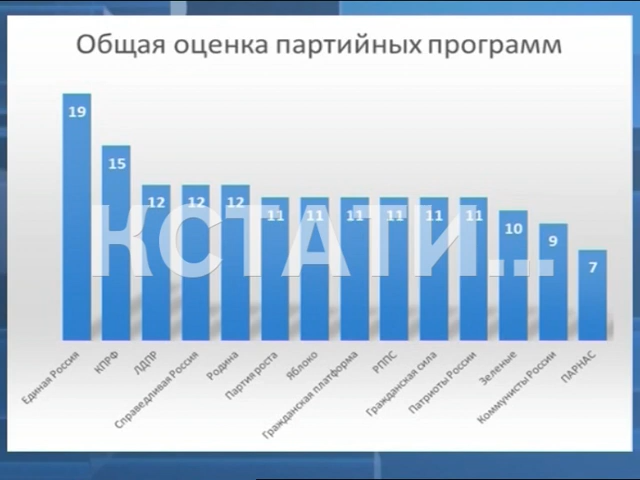 Общая оценка партийных программ
19
15
12
12
12
11
11
11
11
11
11
10
9
7
КСТАТИ...
Единая Россия
КПРФ
ЛДПР
Справедливая Россия
Родина
Партия роста
Яблоко
Гражданская платформа
РППС
Гражданская сила
Патриоты России
Зеленые
Коммунисты России
ПАРНАС